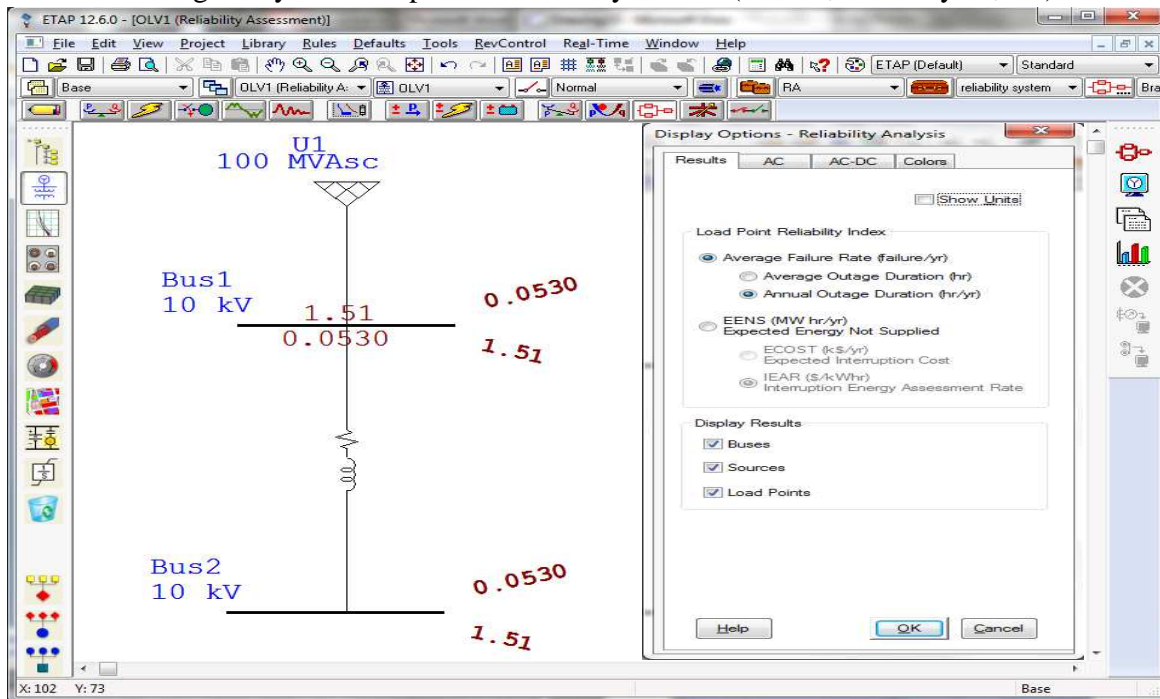 ETAP 12.6.0 - [OLV1 (Reliability Assessment)]
File Edit View Project Library Rules Defaults Tools RevControl Real-Time Window Help
ETAP (Default) Standard
Base OLV1 (Reliability A: OLV1 Normal RA reliability system Bra
U1
100 MVAsc
Bus1
10 kV
1.51
0.0530
0.0530
1.51
Bus2
10 kV
0.0530
1.51
Display Options - Reliability Analysis
Results AC AC-DC Colors
Show Units
Load Point Reliability Index
Average Failure Rate (failure/yr)
Average Outage Duration (hr)
Annual Outage Duration (hr/yr)
EENS (MW hr/yr)
Expected Energy Not Supplied
ECOST (k$/yr)
Expected Interruption Cost
IEAR ($/kWhr)
Interruption Energy Assessment Rate
Display Results
Buses
Sources
Load Points
Help OK Cancel
X: 102 Y: 73 Base